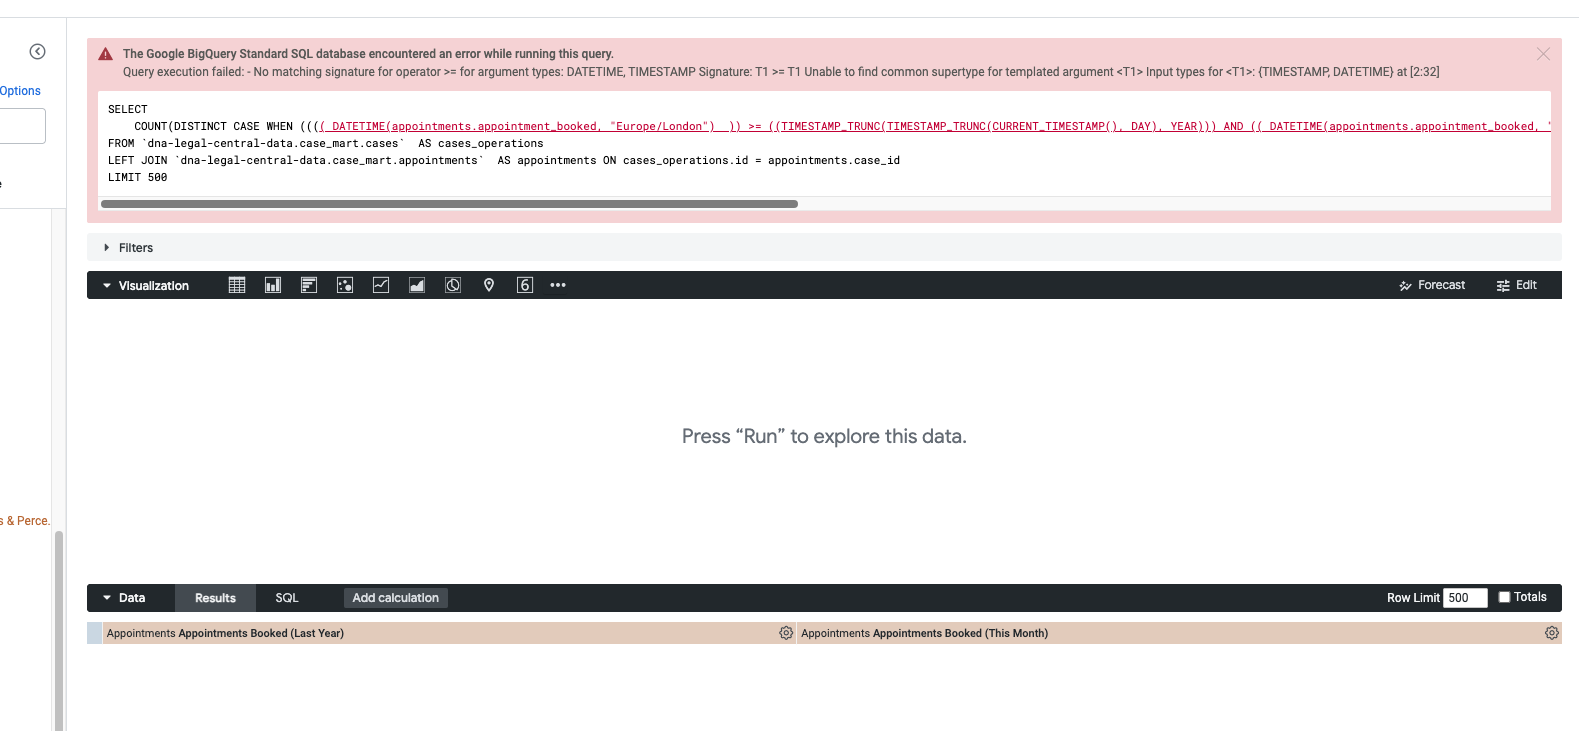 The Google BigQuery Standard SQL database encountered an error while running this query.
Query execution failed: - No matching signature for operator >= for argument types: DATETIME, TIMESTAMP Signature: T1 >= T1 Unable to find common supertype for templated argument <T1> Input types for <T1>: {TIMESTAMP, DATETIME} at [2:32]
Options
SELECT
COUNT(DISTINCT CASE WHEN ((( ( DATETIME(appointments.appointment_booked, "Europe/London")  )) >= ((TIMESTAMP_TRUNC(TIMESTAMP_TRUNC(CURRENT_TIMESTAMP(), DAY), YEAR))) AND (( DATETIME(appointments.appointment_booked, "
FROM `dna-legal-central-data.case_mart.cases`  AS cases_operations
LEFT JOIN `dna-legal-central-data.case_mart.appointments`  AS appointments ON cases_operations.id = appointments.case_id
LIMIT 500
Filters
Visualization
6
Forecast
Edit
Press “Run” to explore this data.
s & Perce.
Data
Results
SQL
Add calculation
Row Limit 500
Totals
Appointments Appointments Booked (Last Year)
Appointments Appointments Booked (This Month)